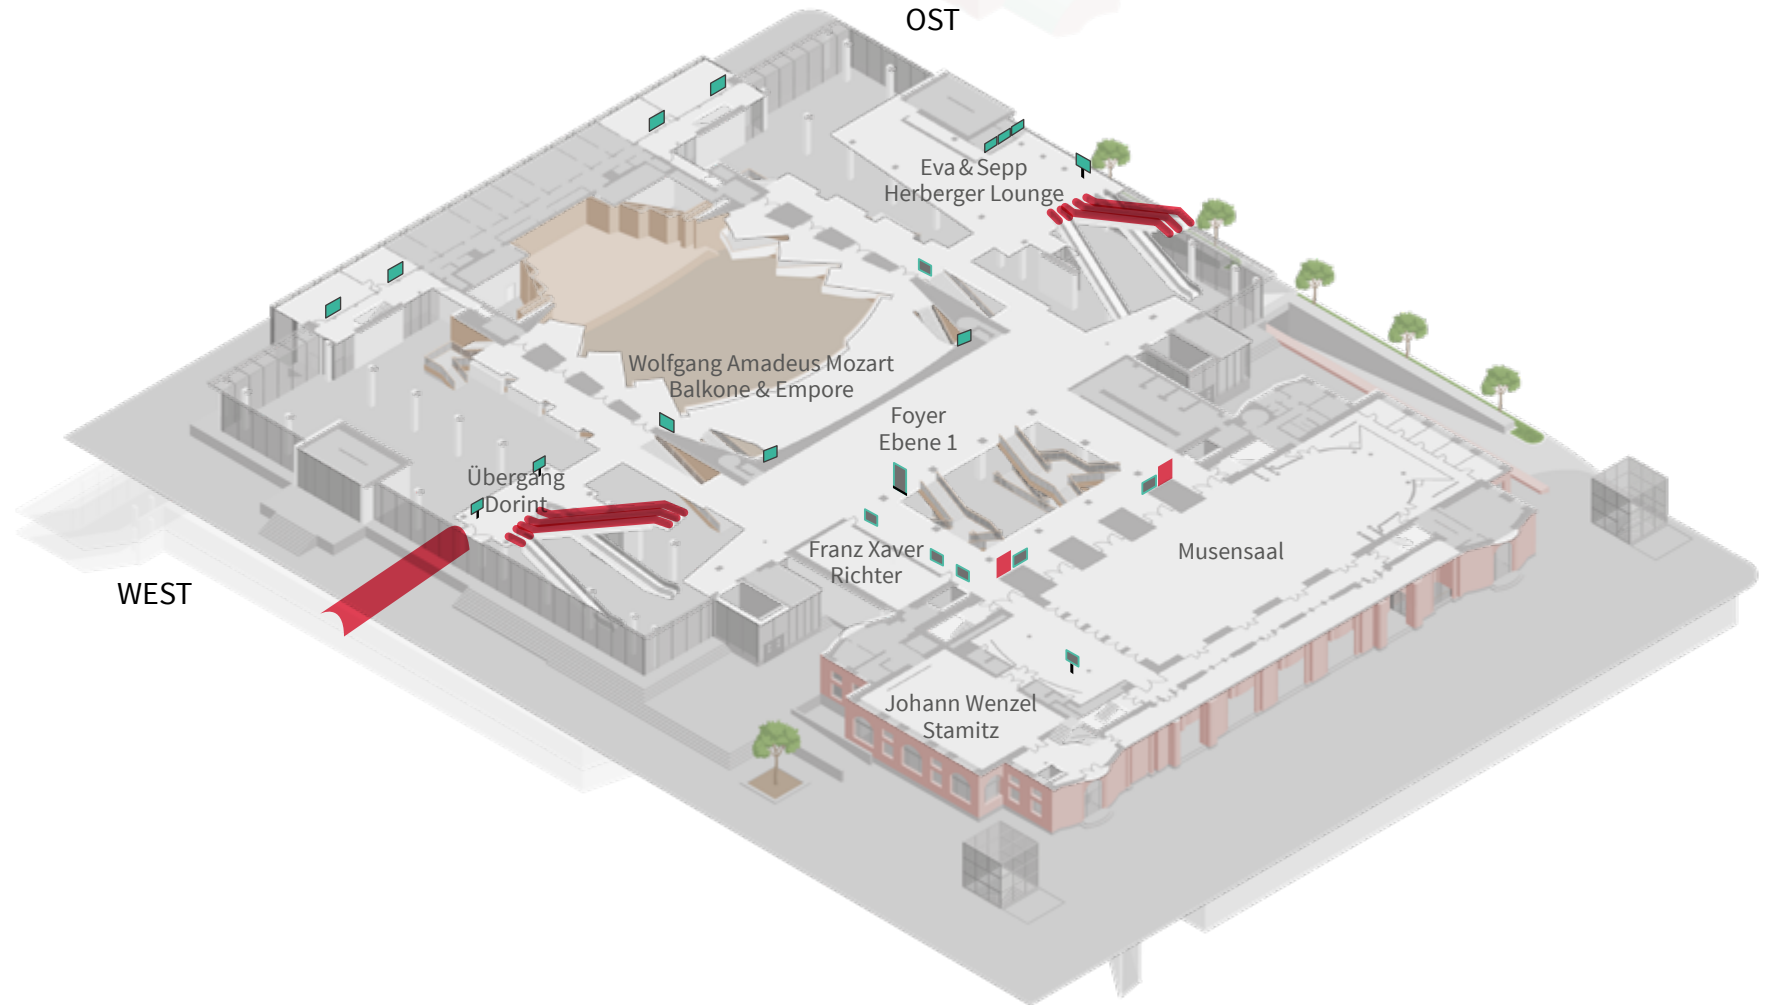 OST
Eva & Sepp
Herberger Lounge
Wolfgang Amadeus Mozart
Balkone & Empore
Foyer
Ebene 1
Übergang
Dorint
Franz Xaver
Richter
Musensaal
WEST
Johann Wenzel
Stamitz